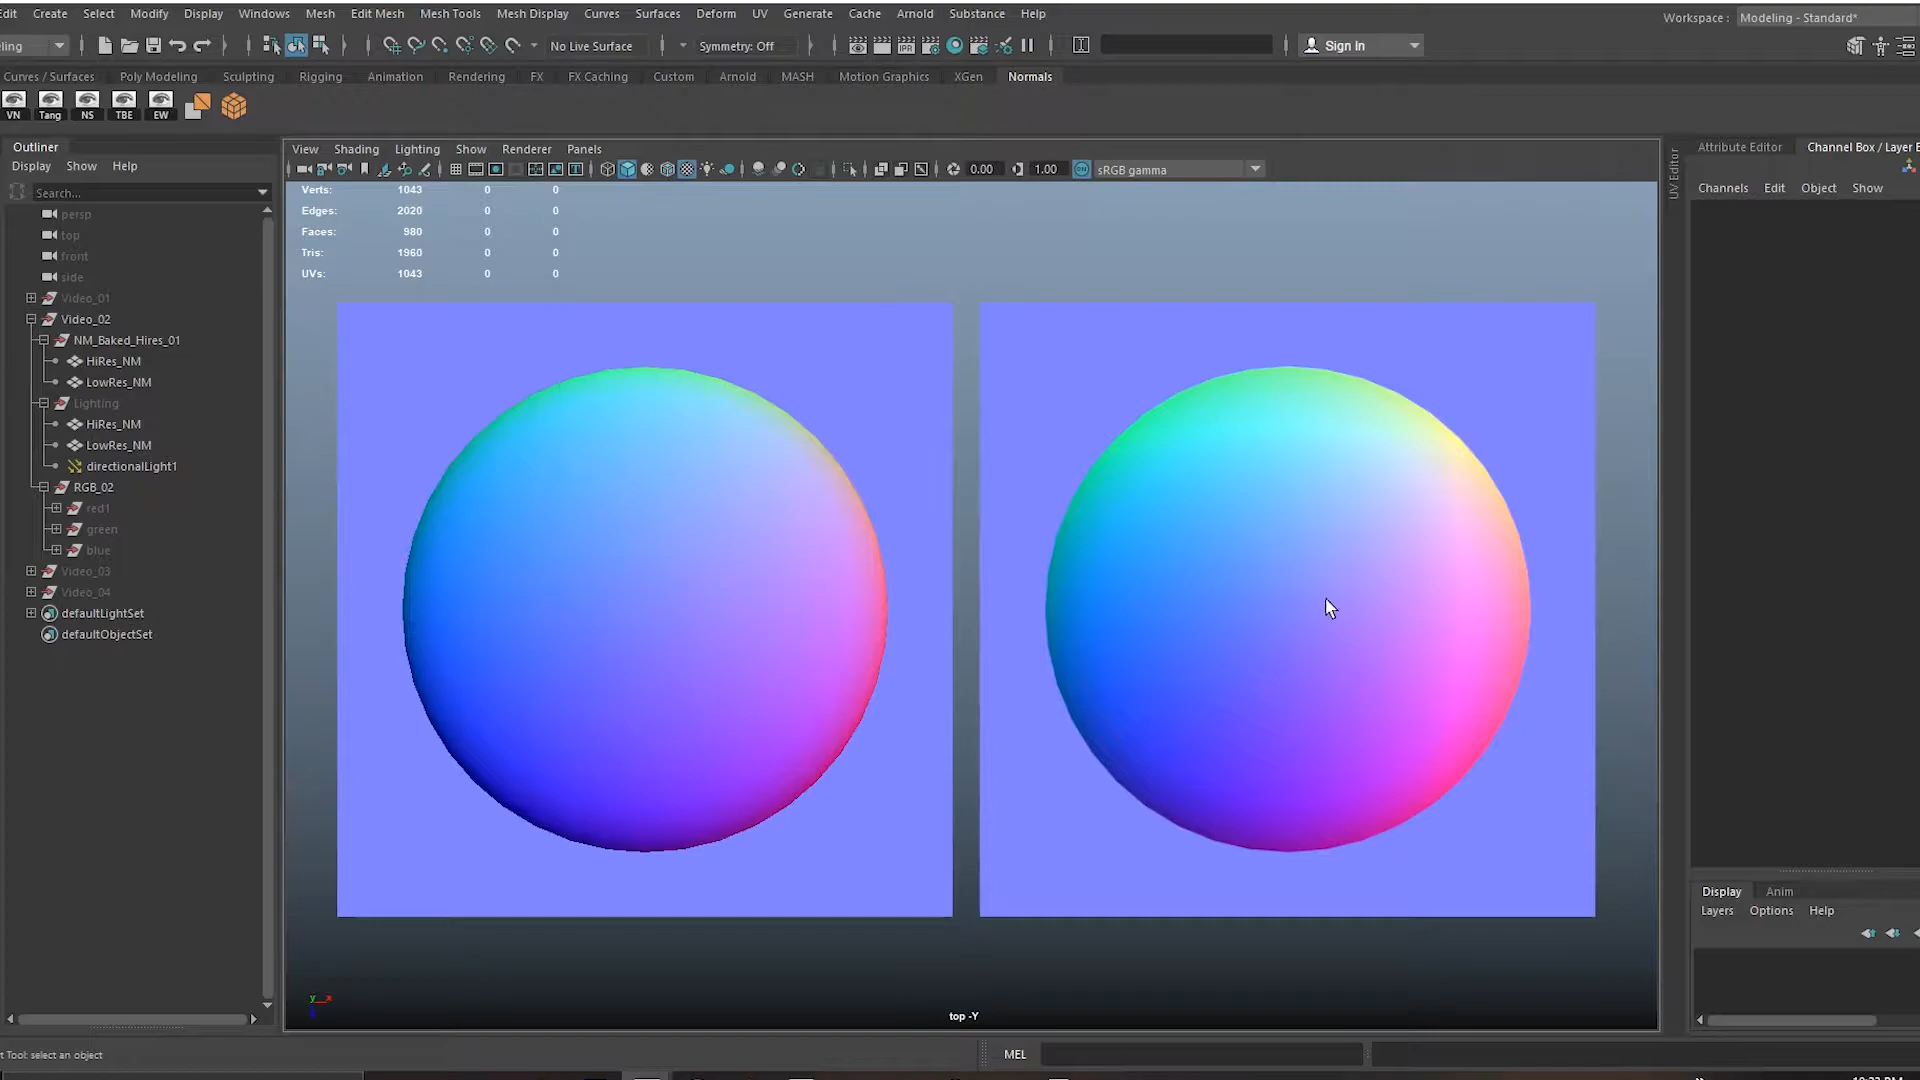 dit Create Select Modify Display Windows Mesh Edit Mesh Mesh Tools Mesh Display Curves Surfaces Deform UV Generate Cache Arnold Substance Help
Workspace : Modeling - Standard*
ling No Live Surface Symmetry: Off IPR Sign In
Curves / Surfaces Poly Modeling Sculpting Rigging Animation Rendering FX FX Caching Custom Arnold MASH Motion Graphics XGen Normals
VN Tang NS TBE EW
Outliner
Display Show Help
Search...
persp
top
front
side
Video_01
Video_02
NM_Baked_Hires_01
HiRes_NM
LowRes_NM
Lighting
HiRes_NM
LowRes_NM
directionalLight1
RGB_02
red1
green
blue
Video_03
Video_04
defaultLightSet
defaultObjectSet
View Shading Lighting Show Renderer Panels
0.00 1.00 ON sRGB gamma
Verts: 1043 0 0
Edges: 2020 0 0
Faces: 980 0 0
Tris: 1960 0 0
UVs: 1043 0 0
y x
top -Y
UV Editor
Attribute Editor Channel Box / Layer E
Channels Edit Object Show
Display Anim
Layers Options Help
t Tool: select an object
MEL